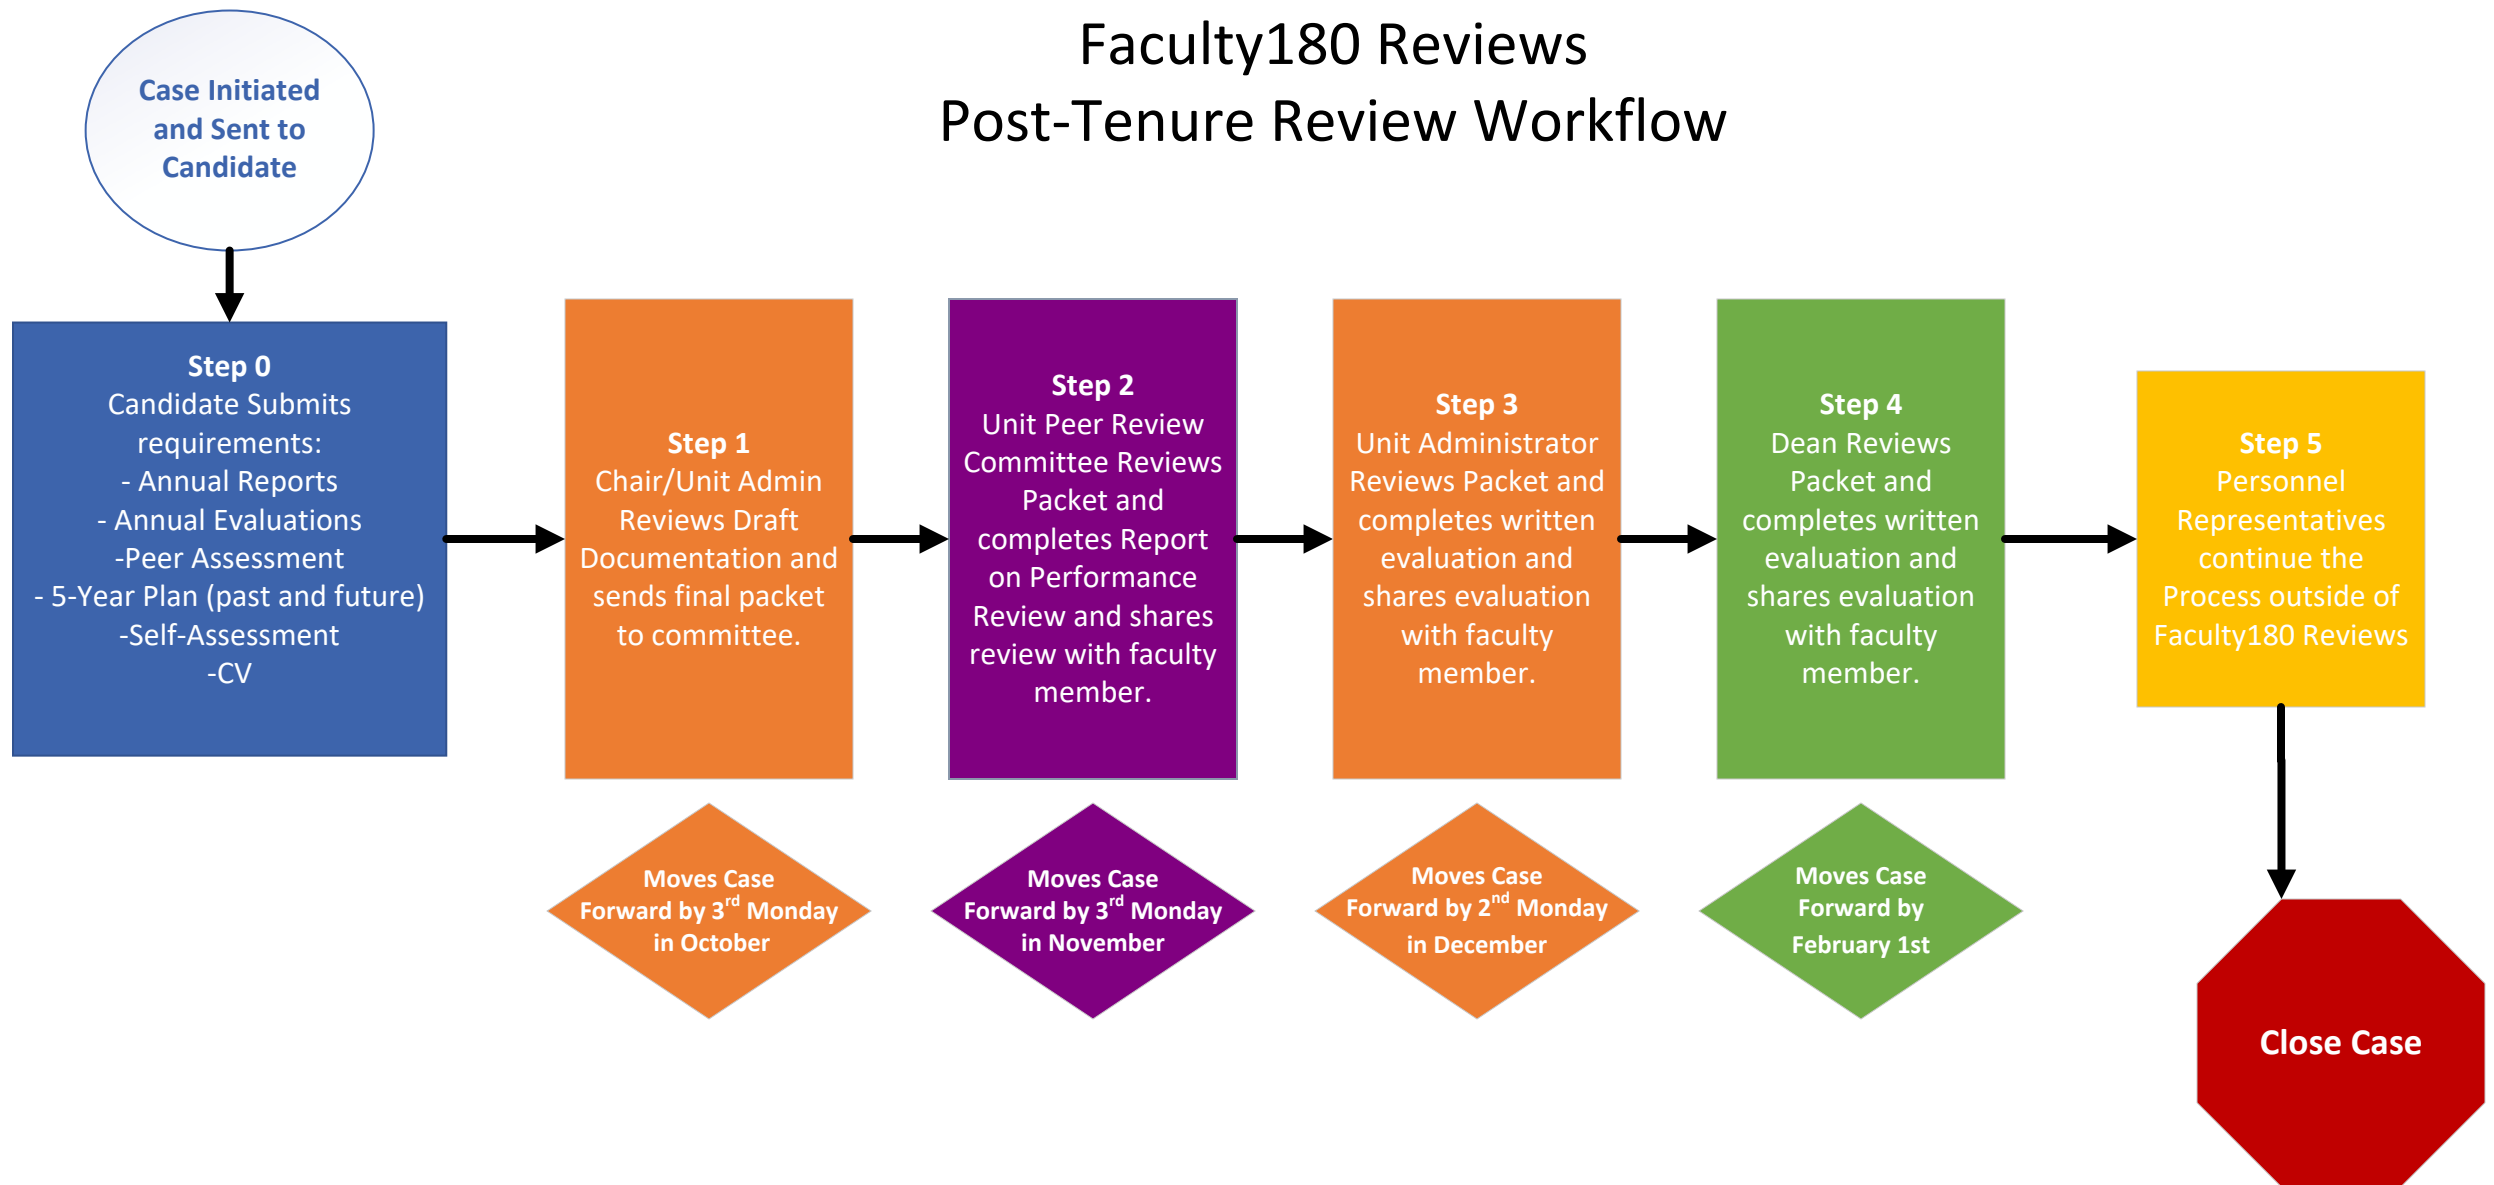 Faculty180 Reviews
Post-Tenure Review Workflow
Case Initiated
and Sent to
Candidate
Step 0
Candidate Submits
requirements:
- Annual Reports
- Annual Evaluations
-Peer Assessment
- 5-Year Plan (past and future)
-Self-Assessment
-CV
Step 1
Chair/Unit Admin
Reviews Draft
Documentation and
sends final packet
to committee.
Step 2
Unit Peer Review
Committee Reviews
Packet and
completes Report
on Performance
Review and shares
review with faculty
member.
Step 3
Unit Administrator
Reviews Packet and
completes written
evaluation and
shares evaluation
with faculty
member.
Step 4
Dean Reviews
Packet and
completes written
evaluation and
shares evaluation
with faculty
member.
Step 5
Personnel
Representatives
continue the
Process outside of
Faculty180 Reviews
Moves Case
Forward by 3rd Monday
in October
Moves Case
Forward by 3rd Monday
in November
Moves Case
Forward by 2nd Monday
in December
Moves Case
Forward by
February 1st
Close Case